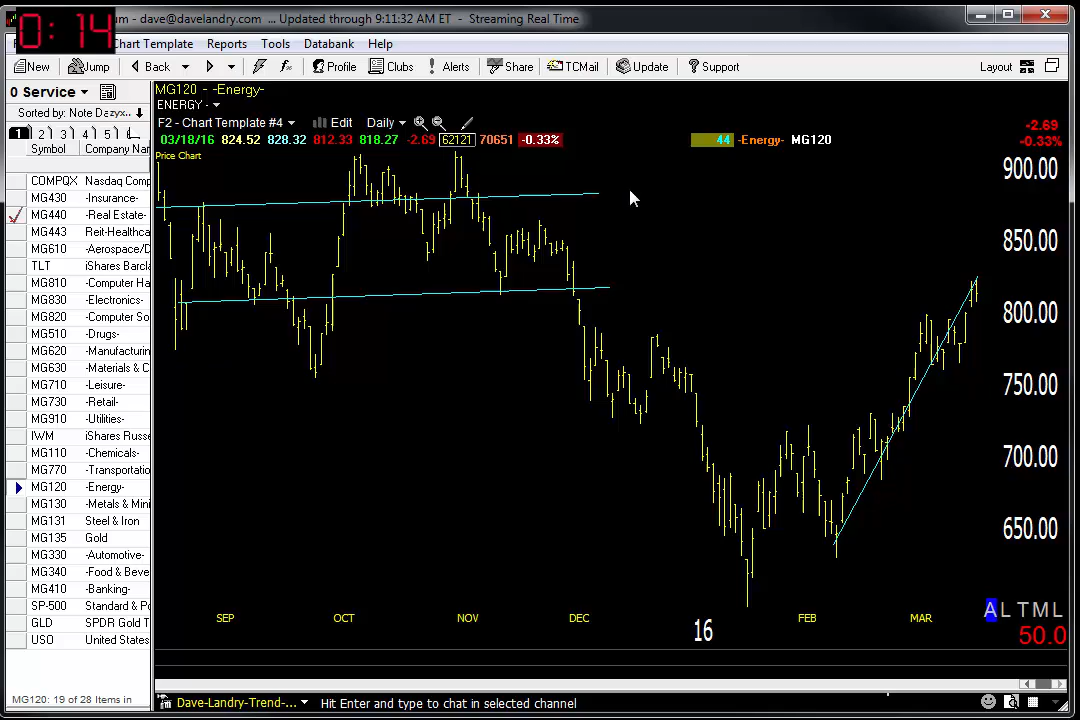 0:14
um - dave@davelandry.com ... Updated through 9:11:32 AM ET - Streaming Real Time
Chart Template Reports Tools Databank Help
New Jump Back Profile Clubs Alerts Share TCMail Update Support Layout
0 Service
Sorted by: Note Dazyx..
1 2 3 4 5
Symbol Company Nar
COMPQX Nasdaq Comp
MG430 -Insurance-
MG440 -Real Estate-
MG443 Reit-Healthca
MG610 -Aerospace/D
TLT iShares Barcla
MG810 -Computer Ha
MG830 -Electronics-
MG820 -Computer So
MG510 -Drugs-
MG620 -Manufacturin
MG630 -Materials & C
MG710 -Leisure-
MG730 -Retail-
MG910 -Utilities-
IWM iShares Russe
MG110 -Chemicals-
MG770 -Transportatio
MG120 -Energy-
MG130 -Metals & Mini
MG131 Steel & Iron
MG135 Gold
MG330 -Automotive-
MG340 -Food & Beve
MG410 -Banking-
SP-500 Standard & Po
GLD SPDR Gold T
USO United States
MG120: 19 of 28 Items in
MG120 - -Energy-
ENERGY -
F2 - Chart Template #4 Edit Daily
03/18/16 824.52 828.32 812.33 818.27 -2.69 62121 70651 -0.33%
44 -Energy- MG120
-2.69
-0.33%
Price Chart
900.00
850.00
800.00
750.00
700.00
650.00
SEP OCT NOV DEC 16 FEB MAR
A L T M L
50.0
Dave-Landry-Trend-... Hit Enter and type to chat in selected channel